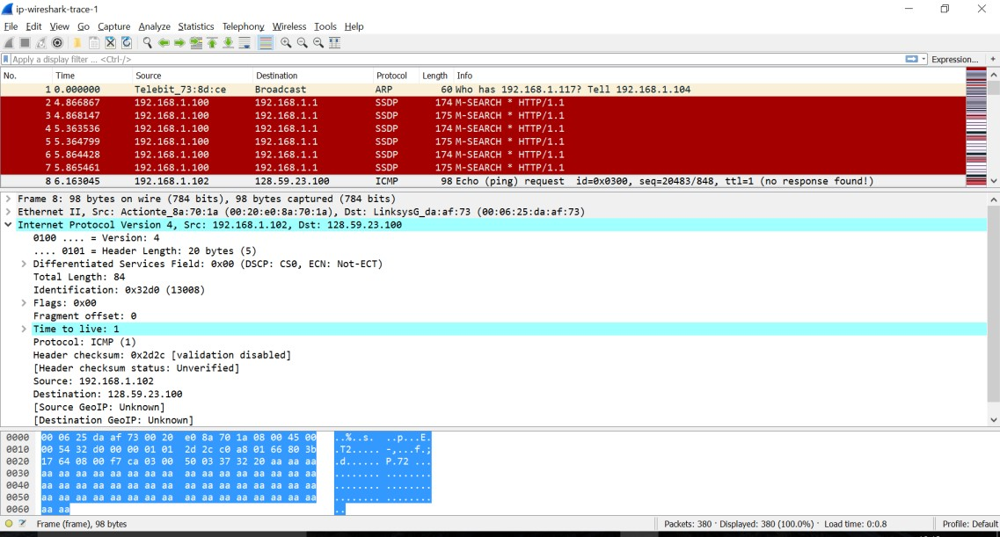 ip-wireshark-trace-1
File Edit View Go Capture Analyze Statistics Telephony Wireless Tools Help
Apply a display filter ... <Ctrl-/>
Expression... +
No. Time Source Destination Protocol Length Info
1 0.000000 Telebit_73:8d:ce Broadcast ARP 60 Who has 192.168.1.117? Tell 192.168.1.104
2 4.866867 192.168.1.100 192.168.1.1 SSDP 174 M-SEARCH * HTTP/1.1
3 4.868147 192.168.1.100 192.168.1.1 SSDP 175 M-SEARCH * HTTP/1.1
4 5.363536 192.168.1.100 192.168.1.1 SSDP 174 M-SEARCH * HTTP/1.1
5 5.364799 192.168.1.100 192.168.1.1 SSDP 175 M-SEARCH * HTTP/1.1
6 5.864428 192.168.1.100 192.168.1.1 SSDP 174 M-SEARCH * HTTP/1.1
7 5.865461 192.168.1.100 192.168.1.1 SSDP 175 M-SEARCH * HTTP/1.1
8 6.163045 192.168.1.102 128.59.23.100 ICMP 98 Echo (ping) request id=0x0300, seq=20483/848, ttl=1 (no response found!)
Frame 8: 98 bytes on wire (784 bits), 98 bytes captured (784 bits)
Ethernet II, Src: Actionte_8a:70:1a (00:20:e0:8a:70:1a), Dst: LinksysG_da:af:73 (00:06:25:da:af:73)
Internet Protocol Version 4, Src: 192.168.1.102, Dst: 128.59.23.100
0100 .... = Version: 4
.... 0101 = Header Length: 20 bytes (5)
Differentiated Services Field: 0x00 (DSCP: CS0, ECN: Not-ECT)
Total Length: 84
Identification: 0x32d0 (13008)
Flags: 0x00
Fragment offset: 0
Time to live: 1
Protocol: ICMP (1)
Header checksum: 0x2d2c [validation disabled]
[Header checksum status: Unverified]
Source: 192.168.1.102
Destination: 128.59.23.100
[Source GeoIP: Unknown]
[Destination GeoIP: Unknown]
0000 00 06 25 da af 73 00 20 e0 8a 70 1a 08 00 45 00 ..%..s. ..p...E.
0010 00 54 32 d0 00 00 01 01 2d 2c c0 a8 01 66 80 3b .T2..... -,...f.;
0020 17 64 08 00 f7 ca 03 00 50 03 37 32 20 aa aa aa .d...... P.72 ...
0030 aa aa aa aa aa aa aa aa aa aa aa aa aa aa aa aa ........ ........
0040 aa aa aa aa aa aa aa aa aa aa aa aa aa aa aa aa ........ ........
0050 aa aa aa aa aa aa aa aa aa aa aa aa aa aa aa aa ........ ........
0060 aa aa ..
Frame (frame), 98 bytes Packets: 380 · Displayed: 380 (100.0%) · Load time: 0:0.8 Profile: Default